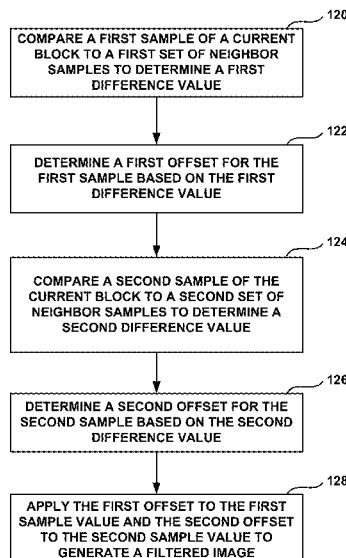 120
COMPARE A FIRST SAMPLE OF A CURRENT
BLOCK TO A FIRST SET OF NEIGHBOR
SAMPLES TO DETERMINE A FIRST
DIFFERENCE VALUE
122
DETERMINE A FIRST OFFSET FOR THE
FIRST SAMPLE BASED ON THE FIRST
DIFFERENCE VALUE
124
COMPARE A SECOND SAMPLE OF THE
CURRENT BLOCK TO A SECOND SET OF
NEIGHBOR SAMPLES TO DETERMINE A
SECOND DIFFERENCE VALUE
126
DETERMINE A SECOND OFFSET FOR THE
SECOND SAMPLE BASED ON THE SECOND
DIFFERENCE VALUE
128
APPLY THE FIRST OFFSET TO THE FIRST
SAMPLE VALUE AND THE SECOND OFFSET
TO THE SECOND SAMPLE VALUE TO
GENERATE A FILTERED IMAGE